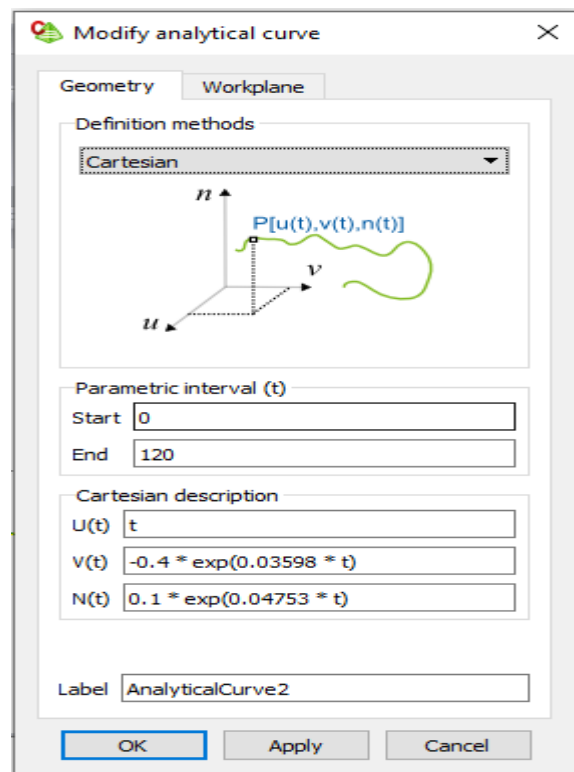 Modify analytical curve
Geometry Workplane
Definition methods
Cartesian
n
P[u(t),v(t),n(t)]
v
u
Parametric interval (t)
Start 0
End 120
Cartesian description
U(t) t
V(t) -0.4 * exp(0.03598 * t)
N(t) 0.1 * exp(0.04753 * t)
Label AnalyticalCurve2
OK Apply Cancel